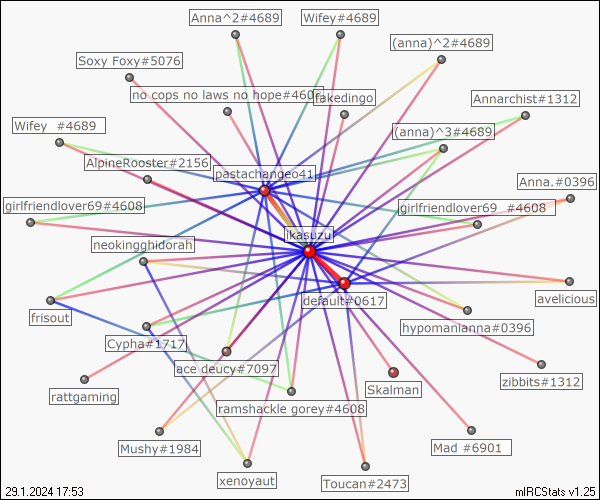 Anna^2#4689
Wifey#4689
(anna)^2#4689
Soxy Foxy#5076
no cops no laws no hope#4608
fakedingo
Annarchist#1312
Wifey  #4689
(anna)^3#4689
AlpineRooster#2156
pastachangeo41
Anna.#0396
girlfriendlover69#4608
girlfriendlover69  #4608
ikasuzu
neokingghidorah
default#0617
avelicious
frisout
hypomanianna#0396
Cypha#1717
ace deucy#7097
zibbits#1312
rattgaming
Skalman
ramshackle gorey#4608
Mushy#1984
Mad #6901
xenoyaut
Toucan#2473
29.1.2024 17:53
mIRCStats v1.25